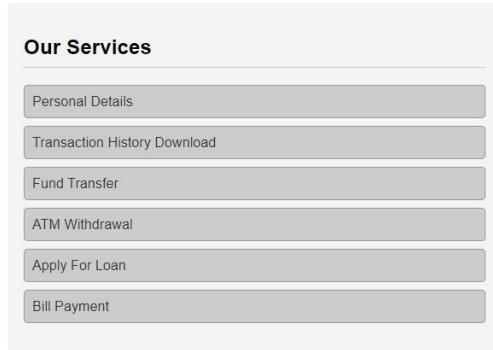 Our Services
Personal Details
Transaction History Download
Fund Transfer
ATM Withdrawal
Apply For Loan
Bill Payment